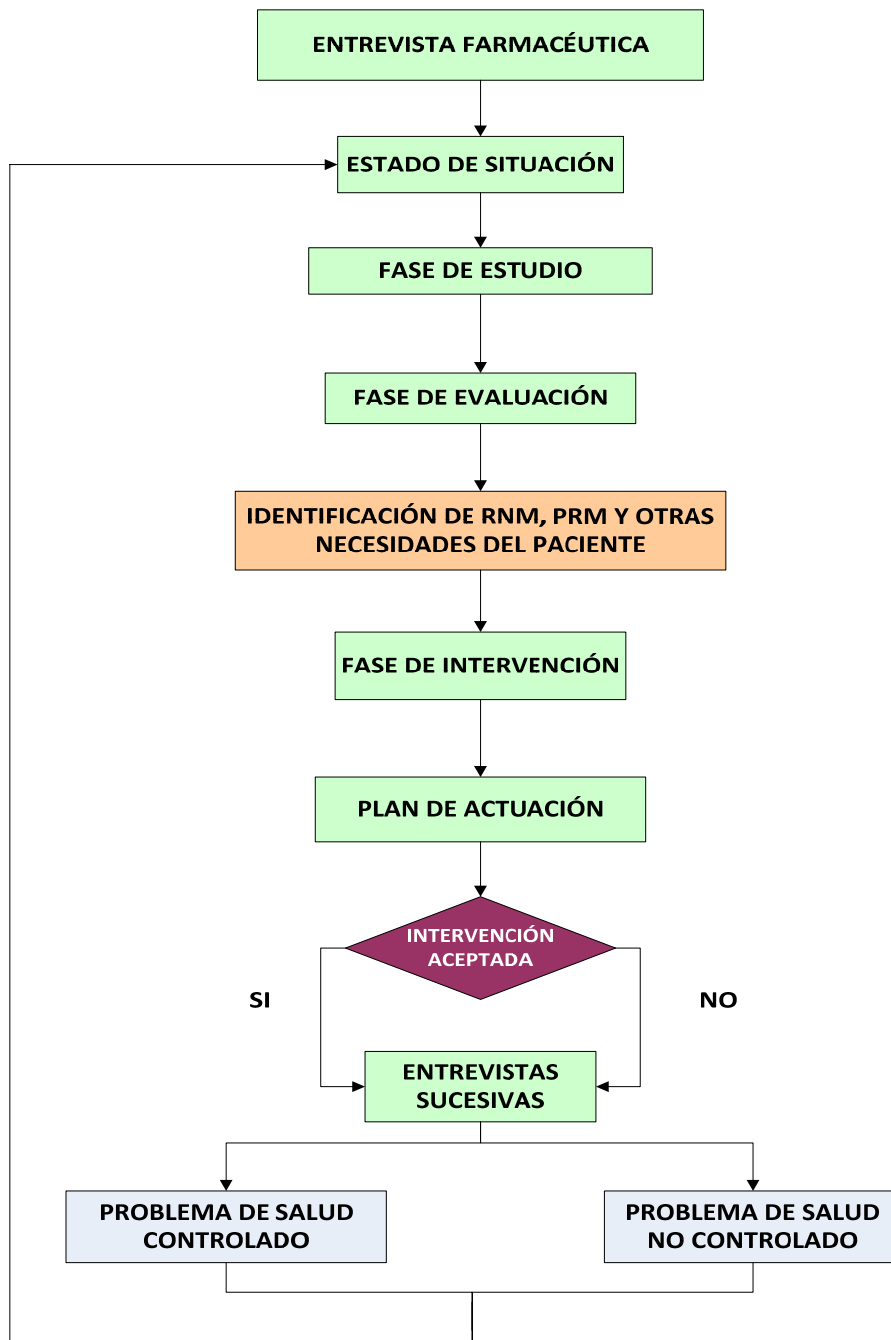 ENTREVISTA FARMACÉUTICA
ESTADO DE SITUACIÓN
FASE DE ESTUDIO
FASE DE EVALUACIÓN
IDENTIFICACIÓN DE RNM, PRM Y OTRAS
NECESIDADES DEL PACIENTE
FASE DE INTERVENCIÓN
PLAN DE ACTUACIÓN
INTERVENCIÓN
ACEPTADA
SI
NO
ENTREVISTAS
SUCESIVAS
PROBLEMA DE SALUD
CONTROLADO
PROBLEMA DE SALUD
NO CONTROLADO